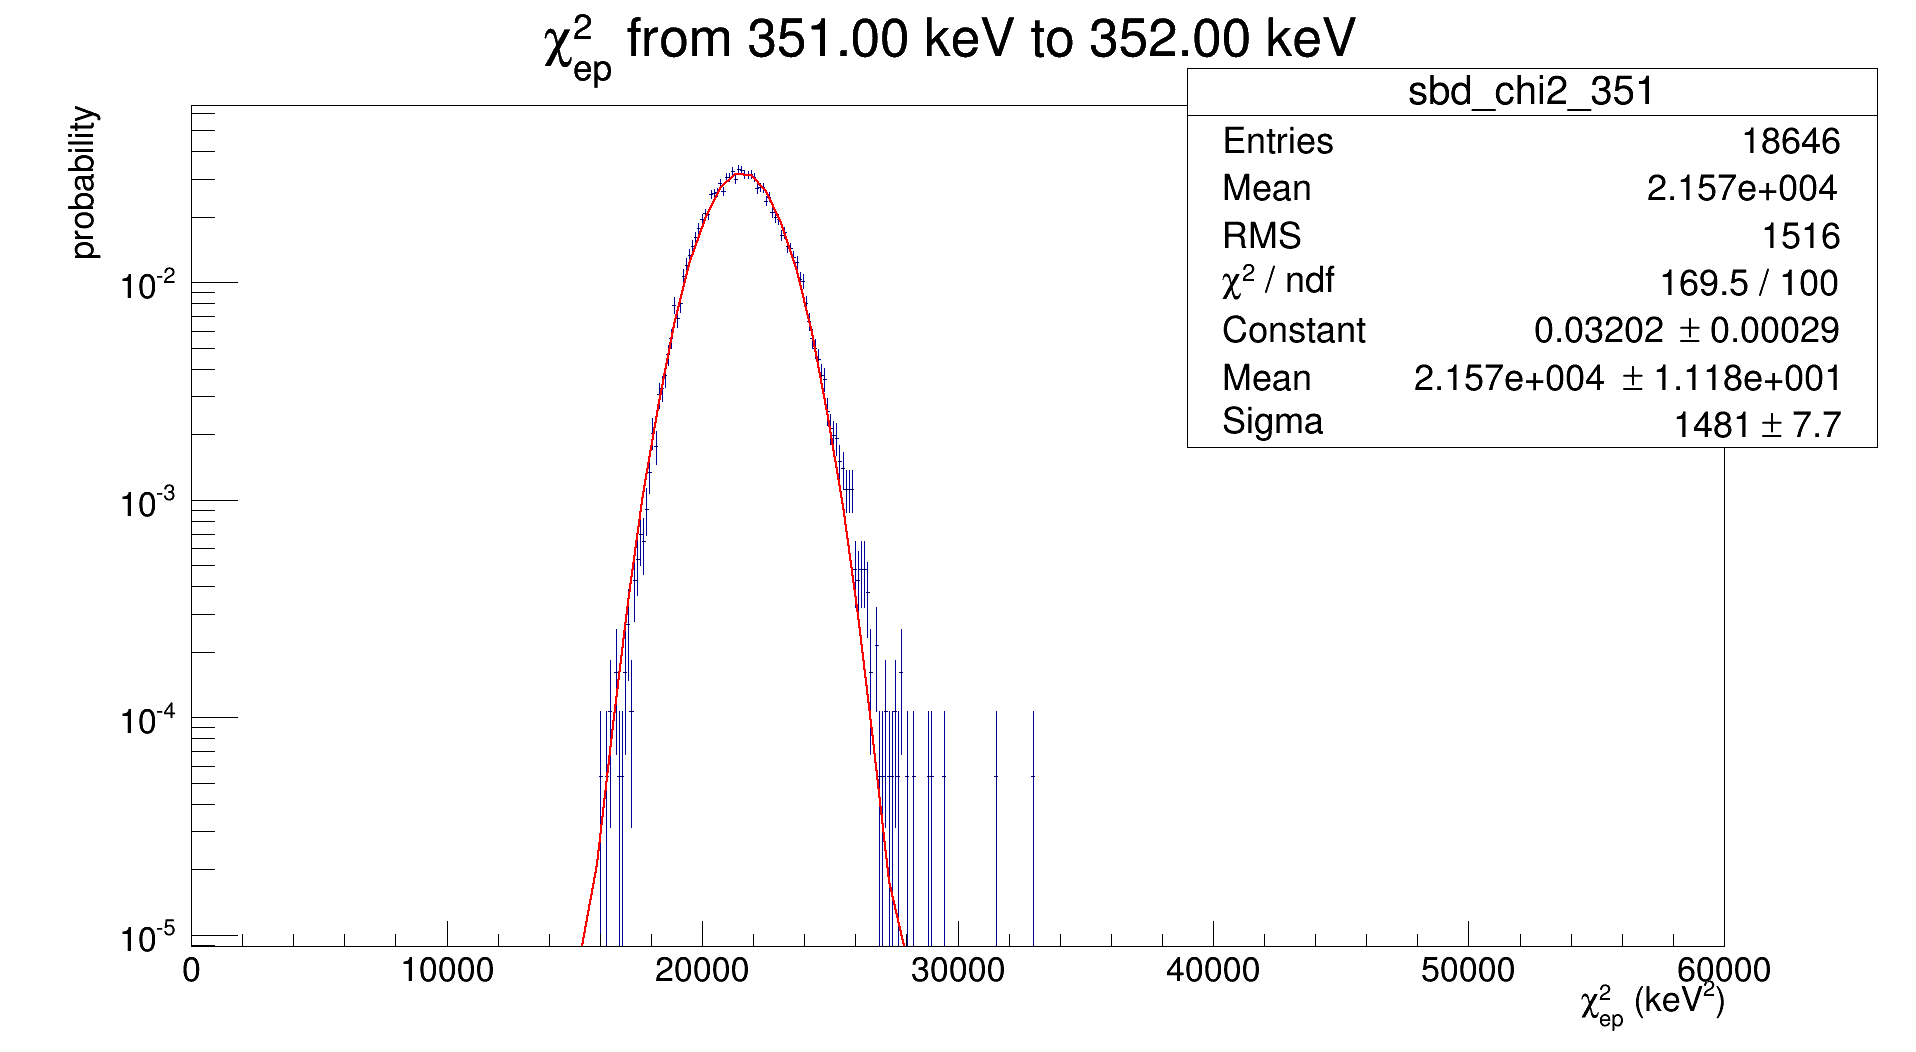 χ²ep from 351.00 keV to 352.00 keV
sbd_chi2_351
Entries 18646
Mean 2.157e+004
RMS 1516
χ² / ndf 169.5 / 100
Constant 0.03202 ± 0.00029
Mean 2.157e+004 ± 1.118e+001
Sigma 1481 ± 7.7
probability
10⁻²
10⁻³
10⁻⁴
10⁻⁵
0 10000 20000 30000 40000 50000 60000
χ²ep (keV²)